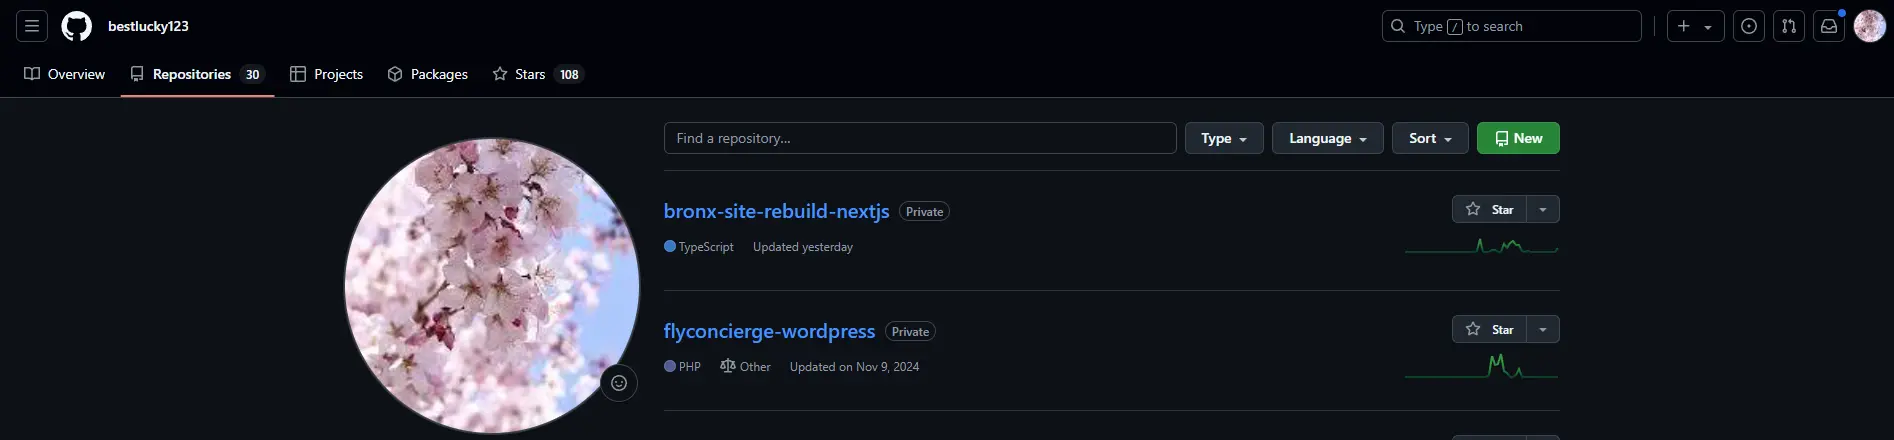 bestlucky123
Type / to search
Overview Repositories 30 Projects Packages Stars 108
Find a repository... Type Language Sort New
bronx-site-rebuild-nextjs Private Star
TypeScript Updated yesterday
flyconcierge-wordpress Private Star
PHP Other Updated on Nov 9, 2024